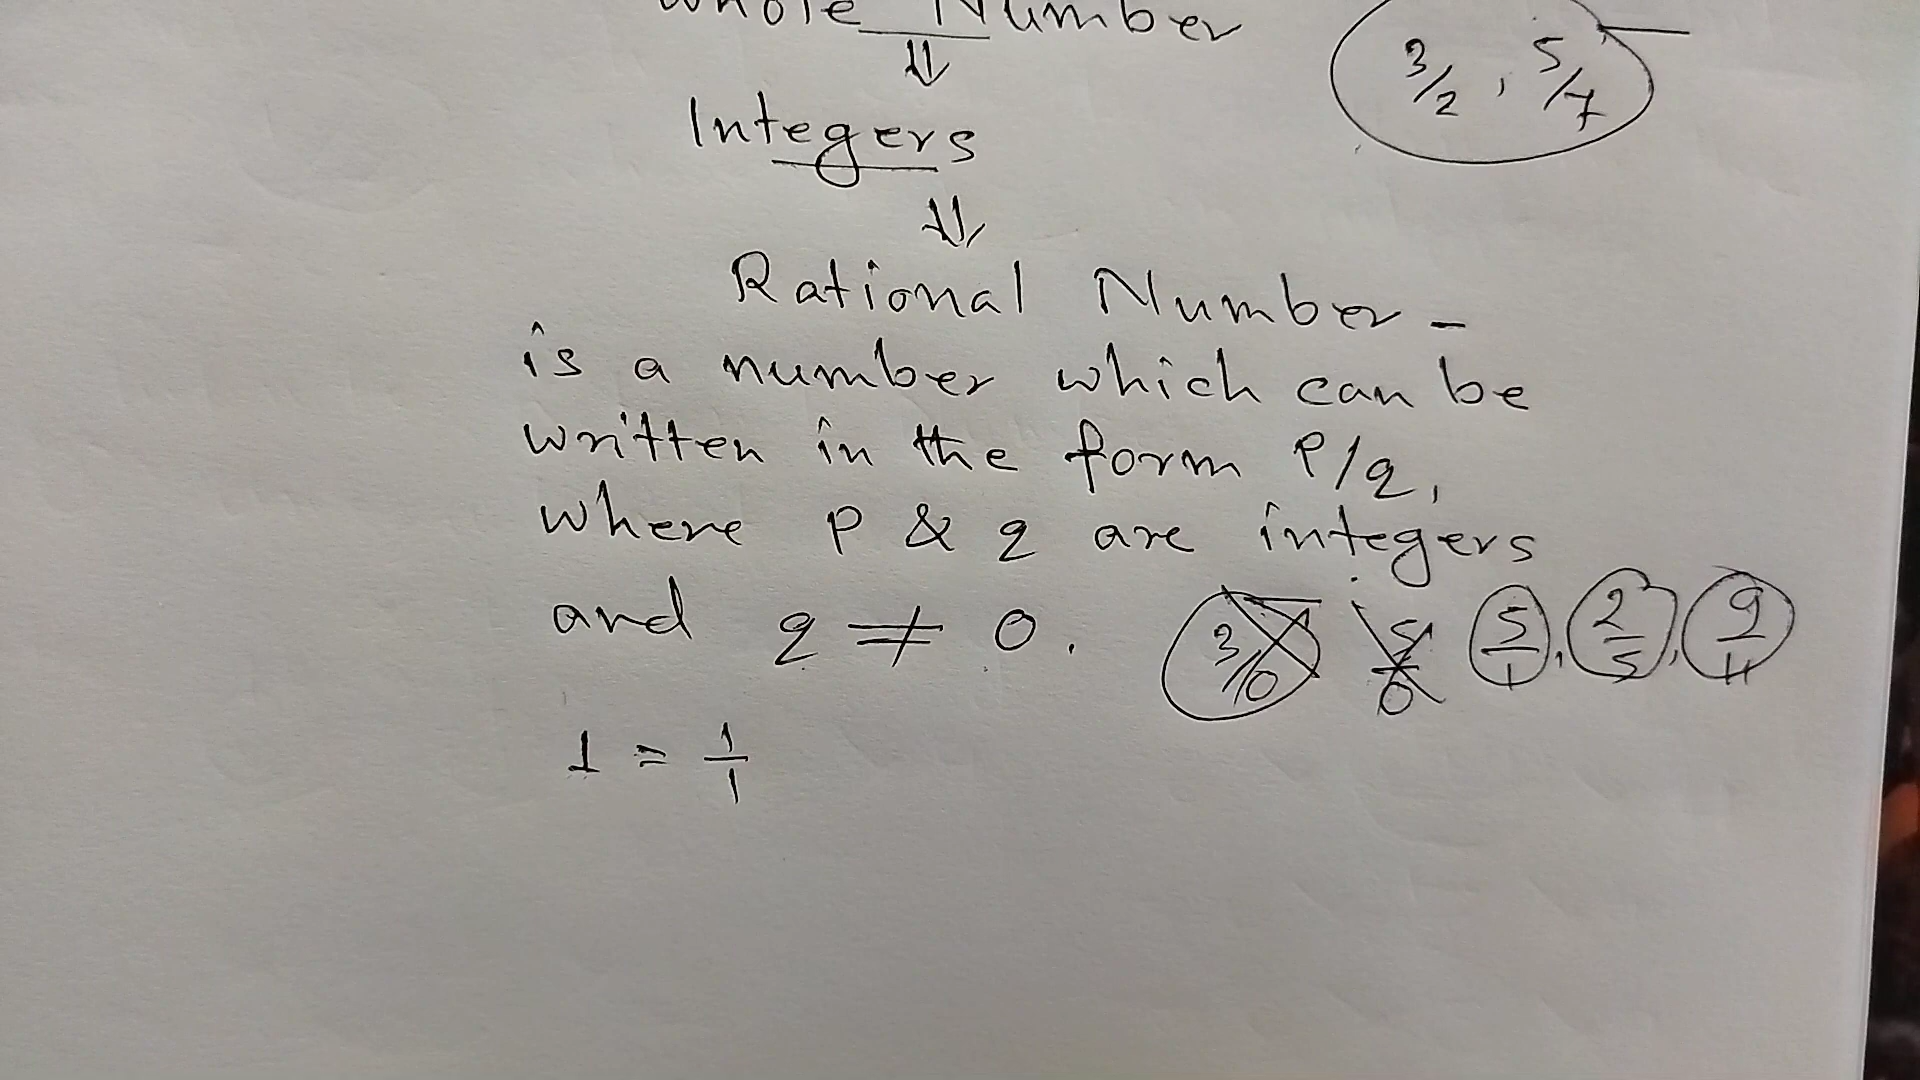 Whole Number
3/2, 5/7
⇓
Integers
⇓
Rational Number -
is a number which can be
written in the form P/q,
where p & q are integers
and q ≠ 0. 3/0 5/0 5/1, 2/5, 9/11
1 = 1/1